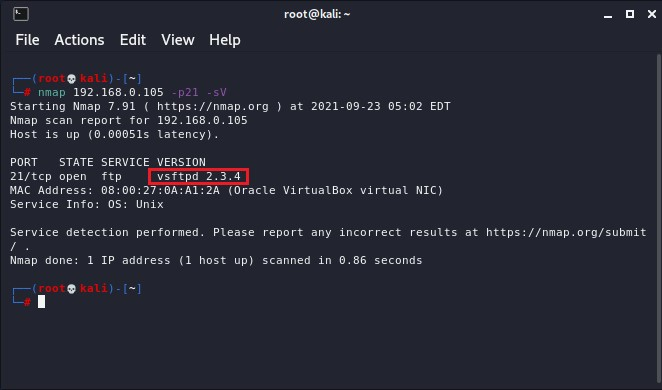 root@kali: ~
File Actions Edit View Help
┌──(root💀kali)-[~]
└─# nmap 192.168.0.105 -p21 -sV
Starting Nmap 7.91 ( https://nmap.org ) at 2021-09-23 05:02 EDT
Nmap scan report for 192.168.0.105
Host is up (0.00051s latency).
PORT   STATE SERVICE VERSION
21/tcp open  ftp     vsftpd 2.3.4
MAC Address: 08:00:27:0A:A1:2A (Oracle VirtualBox virtual NIC)
Service Info: OS: Unix
Service detection performed. Please report any incorrect results at https://nmap.org/submit
/ .
Nmap done: 1 IP address (1 host up) scanned in 0.86 seconds
┌──(root💀kali)-[~]
└─#